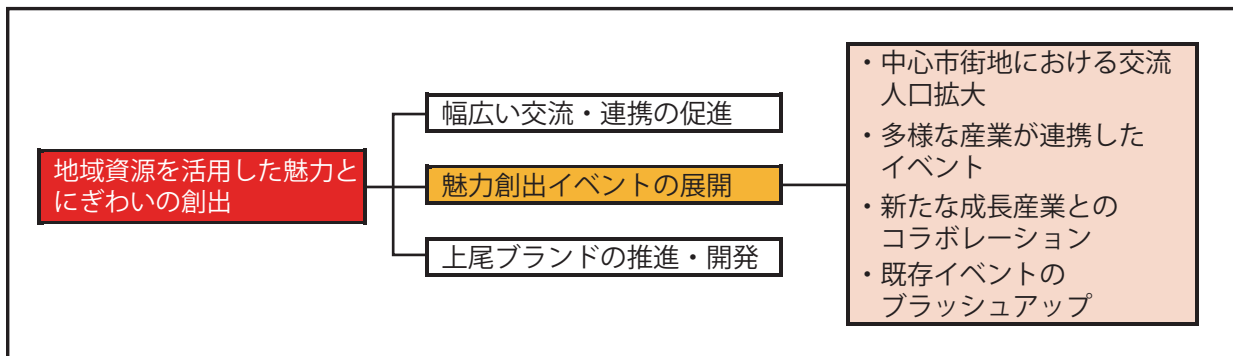 地域資源を活用した魅力と
にぎわいの創出
幅広い交流・連携の促進
魅力創出イベントの展開
上尾ブランドの推進・開発
・中心市街地における交流
人口拡大
・多様な産業が連携した
イベント
・新たな成長産業との
コラボレーション
・既存イベントの
ブラッシュアップ